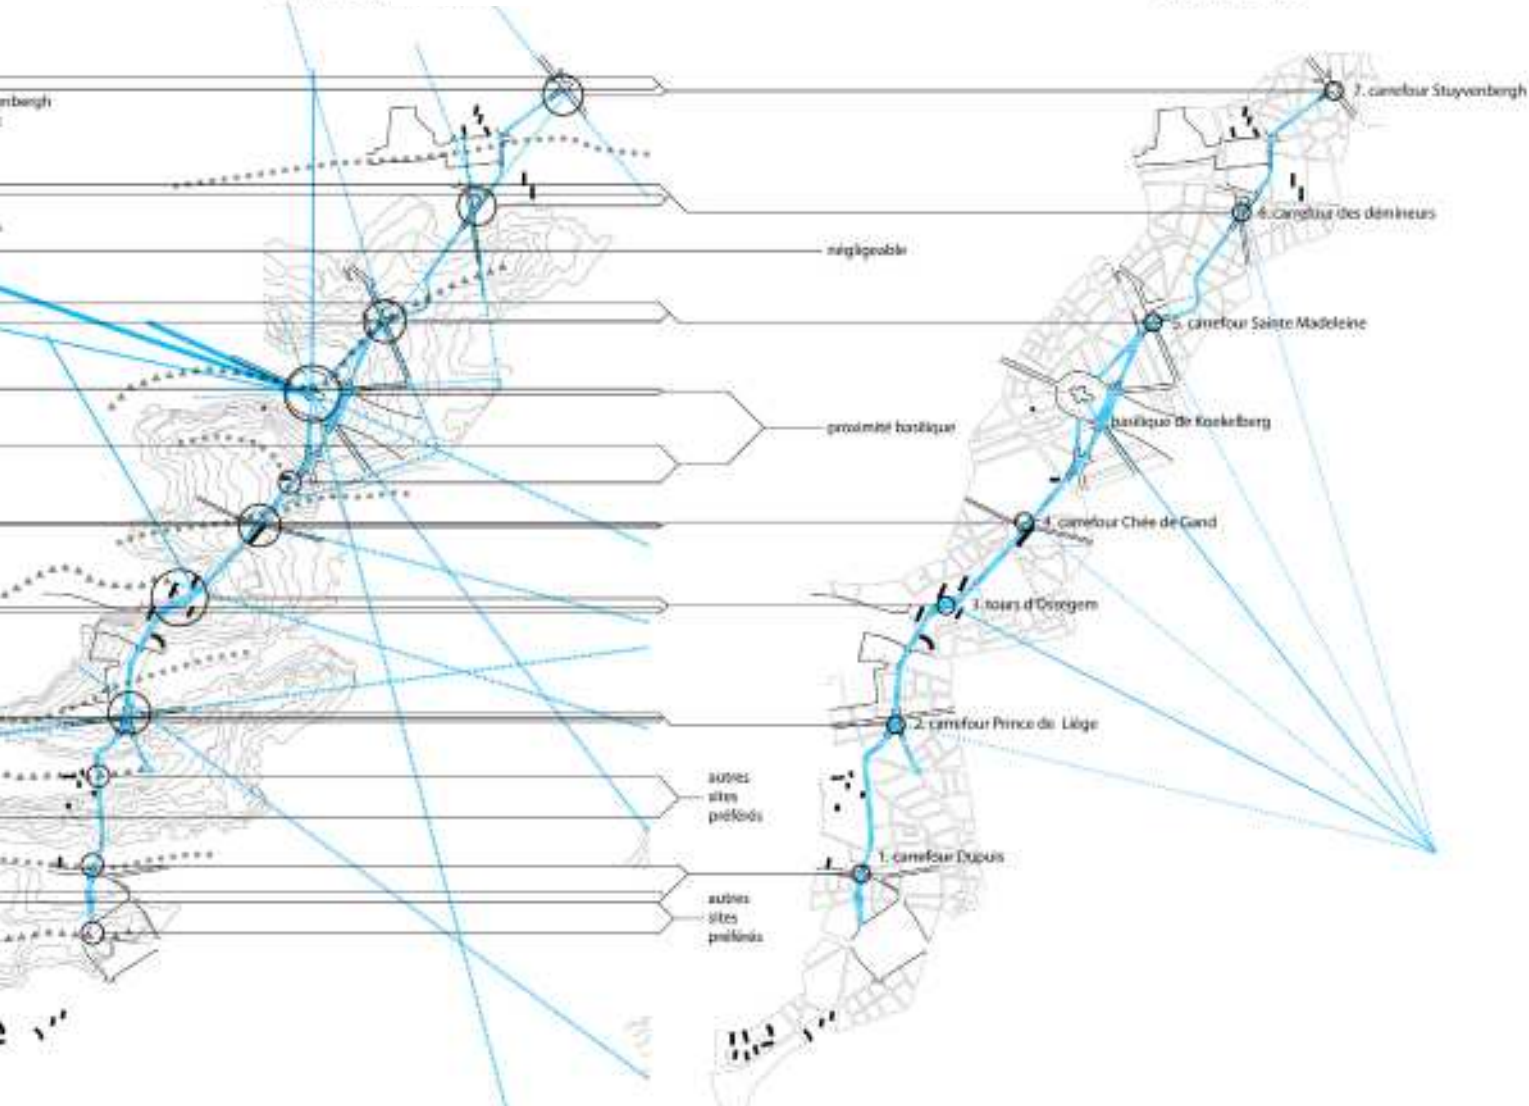 nbergh
7. carrefour Stuyvenbergh
6. carrefour des démineurs
négligeable
5. carrefour Sainte Madeleine
proximité basilique
basilique de Koekelberg
4. carrefour Chée de Gand
3. tours d'Ossegem
2. carrefour Prince de Liège
autres
sites
préférés
1. carrefour Dupuis
autres
sites
préférés